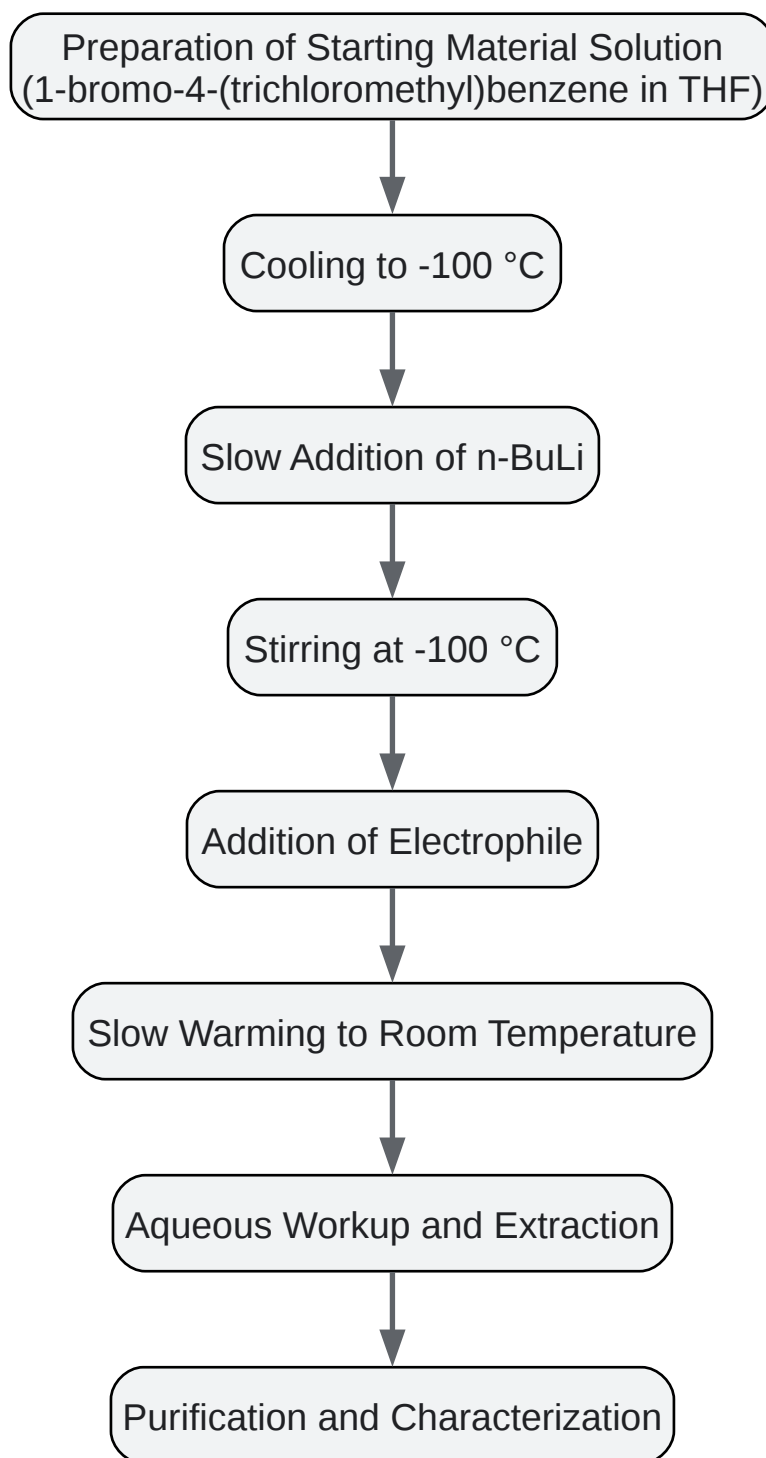 Preparation of Starting Material Solution
(1-bromo-4-(trichloromethyl)benzene in THF)
Cooling to -100 °C
Slow Addition of n-BuLi
Stirring at -100 °C
Addition of Electrophile
Slow Warming to Room Temperature
Aqueous Workup and Extraction
Purification and Characterization